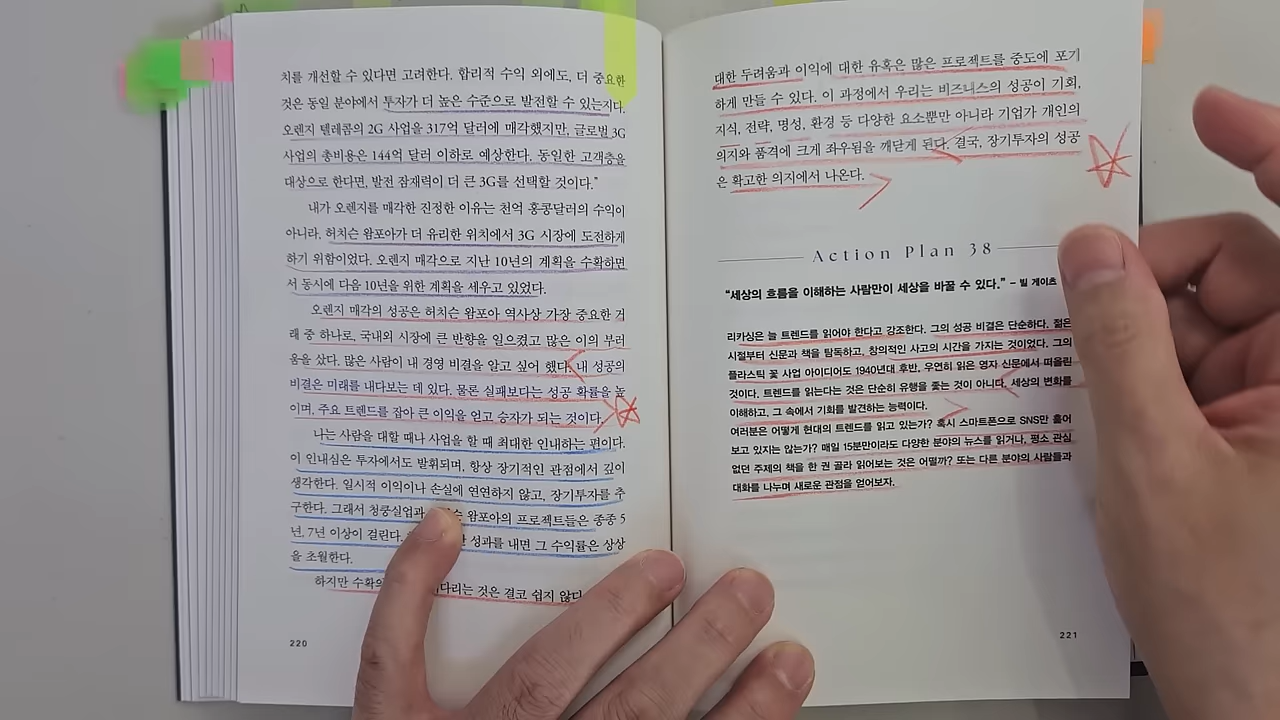 치를 개선할 수 있다면 고려한다. 합리적 수익 외에도, 더 중요한
것은 동일 분야에서 투자가 더 높은 수준으로 발전할 수 있는지다.
오렌지 텔레콤의 2G 사업을 317억 달러에 매각했지만, 글로벌 3G
사업의 총비용은 144억 달러 이하로 예상한다. 동일한 고객층을
대상으로 한다면, 발전 잠재력이 더 큰 3G를 선택할 것이다."
내가 오렌지를 매각한 진정한 이유는 천억 홍콩달러의 수익이
아니라, 허치슨 왐포아가 더 유리한 위치에서 3G 시장에 도전하게
하기 위함이었다. 오렌지 매각으로 지난 10년의 계획을 수확하면
서 동시에 다음 10년을 위한 계획을 세우고 있었다.
오렌지 매각의 성공은 허치슨 왐포아 역사상 가장 중요한 거
래 중 하나로, 국내외 시장에 큰 반향을 일으켰고 많은 이의 부러
움을 샀다. 많은 사람이 내 경영 비결을 알고 싶어 했다. 내 성공의
비결은 미래를 내다보는 데 있다. 물론 실패보다는 성공 확률을 높
이며, 주요 트렌드를 잡아 큰 이익을 얻고 승자가 되는 것이다.
나는 사람을 대할 때나 사업을 할 때 최대한 인내하는 편이다.
이 인내심은 투자에서도 발휘되며, 항상 장기적인 관점에서 깊이
생각한다. 일시적 이익이나 손실에 연연하지 않고, 장기투자를 추
구한다. 그래서 청쿵실업과 왐포아의 프로젝트들은 종종 5
년, 7년 이상이 걸린다. 성과를 내면 그 수익률은 상상
을 초월한다.
하지만 수확의 것은 결코 쉽지 않다
220
대한 두려움과 이익에 대한 유혹은 많은 프로젝트를 중도에 포기
하게 만들 수 있다. 이 과정에서 우리는 비즈니스의 성공이 기회,
지식, 전략, 명성, 환경 등 다양한 요소뿐만 아니라 기업가 개인의
의지와 품격에 크게 좌우됨을 깨닫게 된다. 결국, 장기투자의 성공
은 확고한 의지에서 나온다.
Action Plan 38
"세상의 흐름을 이해하는 사람만이 세상을 바꿀 수 있다." – 빌 게이츠
리카싱은 늘 트렌드를 읽어야 한다고 강조한다. 그의 성공 비결은 단순하다. 젊은
시절부터 신문과 책을 탐독하고, 창의적인 사고의 시간을 가지는 것이었다. 그의
플라스틱 꽃 사업 아이디어도 1940년대 후반, 우연히 읽은 영자 신문에서 떠올린
것이다. 트렌드를 읽는다는 것은 단순히 유행을 좇는 것이 아니다. 세상의 변화를
이해하고, 그 속에서 기회를 발견하는 능력이다.
여러분은 어떻게 현대의 트렌드를 읽고 있는가? 혹시 스마트폰으로 SNS만 훑어
보고 있지는 않는가? 매일 15분만이라도 다양한 분야의 뉴스를 읽거나, 평소 관심
없던 주제의 책을 한 권 골라 읽어보는 것은 어떨까? 또는 다른 분야의 사람들과
대화를 나누며 새로운 관점을 얻어보자.
221